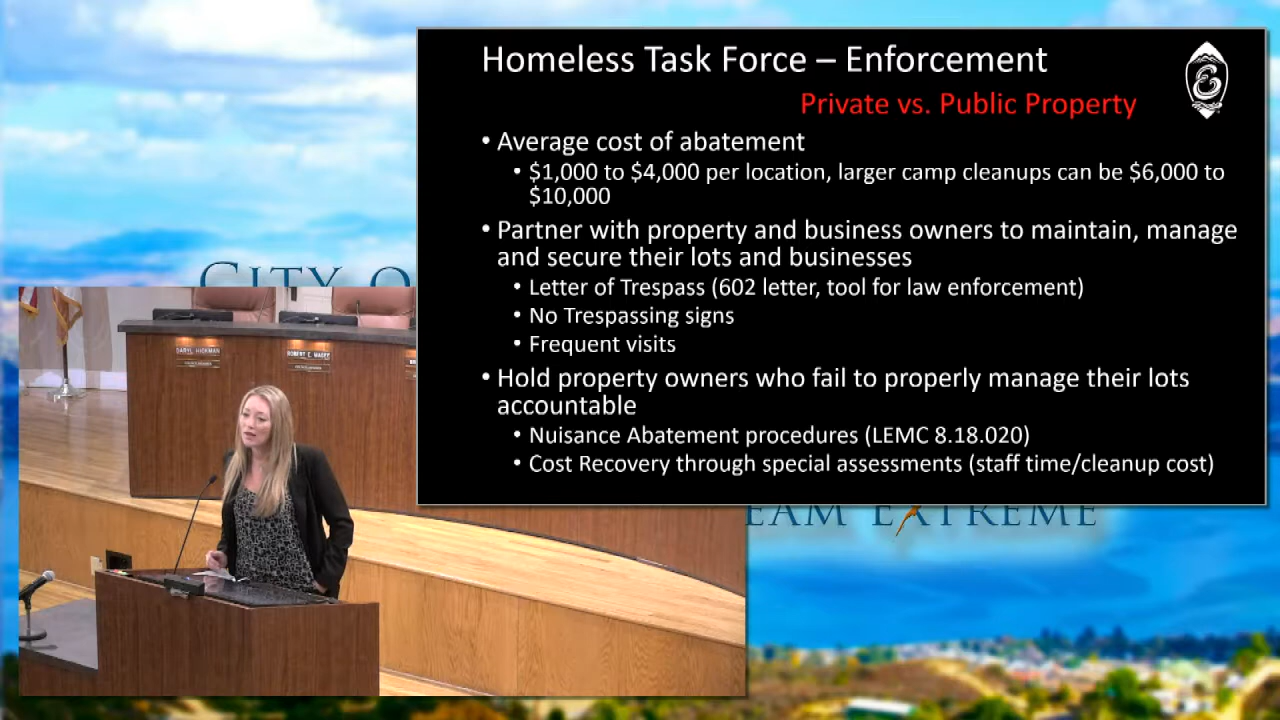 Homeless Task Force – Enforcement
Private vs. Public Property
• Average cost of abatement
• $1,000 to $4,000 per location, larger camp cleanups can be $6,000 to
$10,000
• Partner with property and business owners to maintain, manage
and secure their lots and businesses
• Letter of Trespass (602 letter, tool for law enforcement)
• No Trespassing signs
• Frequent visits
• Hold property owners who fail to properly manage their lots
accountable
• Nuisance Abatement procedures (LEMC 8.18.020)
• Cost Recovery through special assessments (staff time/cleanup cost)
CITY O
DARYL HICKMAN
ROBERT E. MAGEE
EAM EXTREME